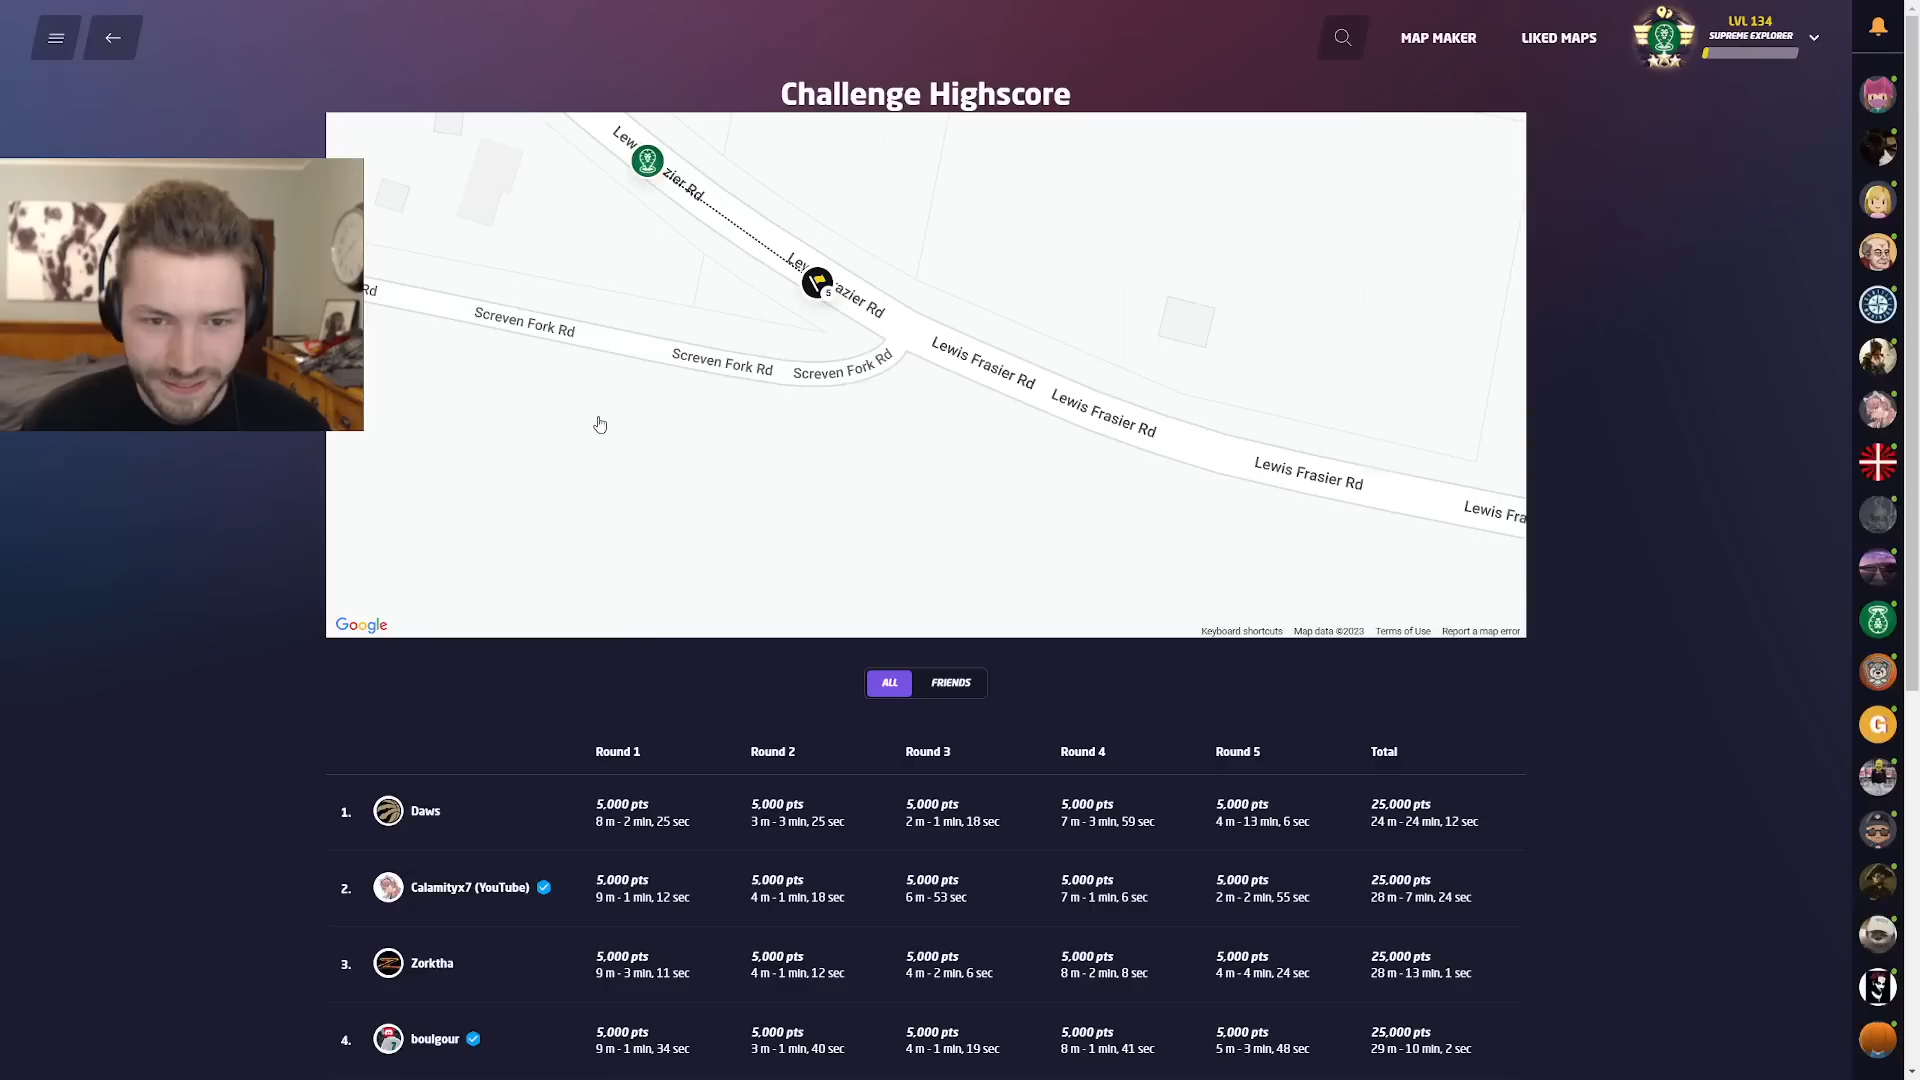 MAP MAKER
LIKED MAPS
LVL 134
SUPREME EXPLORER
Challenge Highscore
Lew
zier Rd
Lew
azier Rd
5
Rd
Screven Fork Rd
Screven Fork Rd
Screven Fork Rd
Lewis Frasier Rd
Lewis Frasier Rd
Lewis Frasier Rd
Lewis Fra
Google
Keyboard shortcuts Map data ©2023 Terms of Use Report a map error
ALL FRIENDS
Round 1 Round 2 Round 3 Round 4 Round 5 Total
1. Daws
5,000 pts 5,000 pts 5,000 pts 5,000 pts 5,000 pts 25,000 pts
8 m - 2 min, 25 sec 3 m - 3 min, 25 sec 2 m - 1 min, 18 sec 7 m - 3 min, 59 sec 4 m - 13 min, 6 sec 24 m - 24 min, 12 sec
2. Calamityx7 (YouTube)
5,000 pts 5,000 pts 5,000 pts 5,000 pts 5,000 pts 25,000 pts
9 m - 1 min, 12 sec 4 m - 1 min, 18 sec 6 m - 53 sec 7 m - 1 min, 6 sec 2 m - 2 min, 55 sec 28 m - 7 min, 24 sec
3. Zorktha
5,000 pts 5,000 pts 5,000 pts 5,000 pts 5,000 pts 25,000 pts
9 m - 3 min, 11 sec 4 m - 1 min, 12 sec 4 m - 2 min, 6 sec 8 m - 2 min, 8 sec 4 m - 4 min, 24 sec 28 m - 13 min, 1 sec
4. boulgour
5,000 pts 5,000 pts 5,000 pts 5,000 pts 5,000 pts 25,000 pts
9 m - 1 min, 34 sec 3 m - 1 min, 40 sec 4 m - 1 min, 19 sec 8 m - 1 min, 41 sec 5 m - 3 min, 48 sec 29 m - 10 min, 2 sec
G